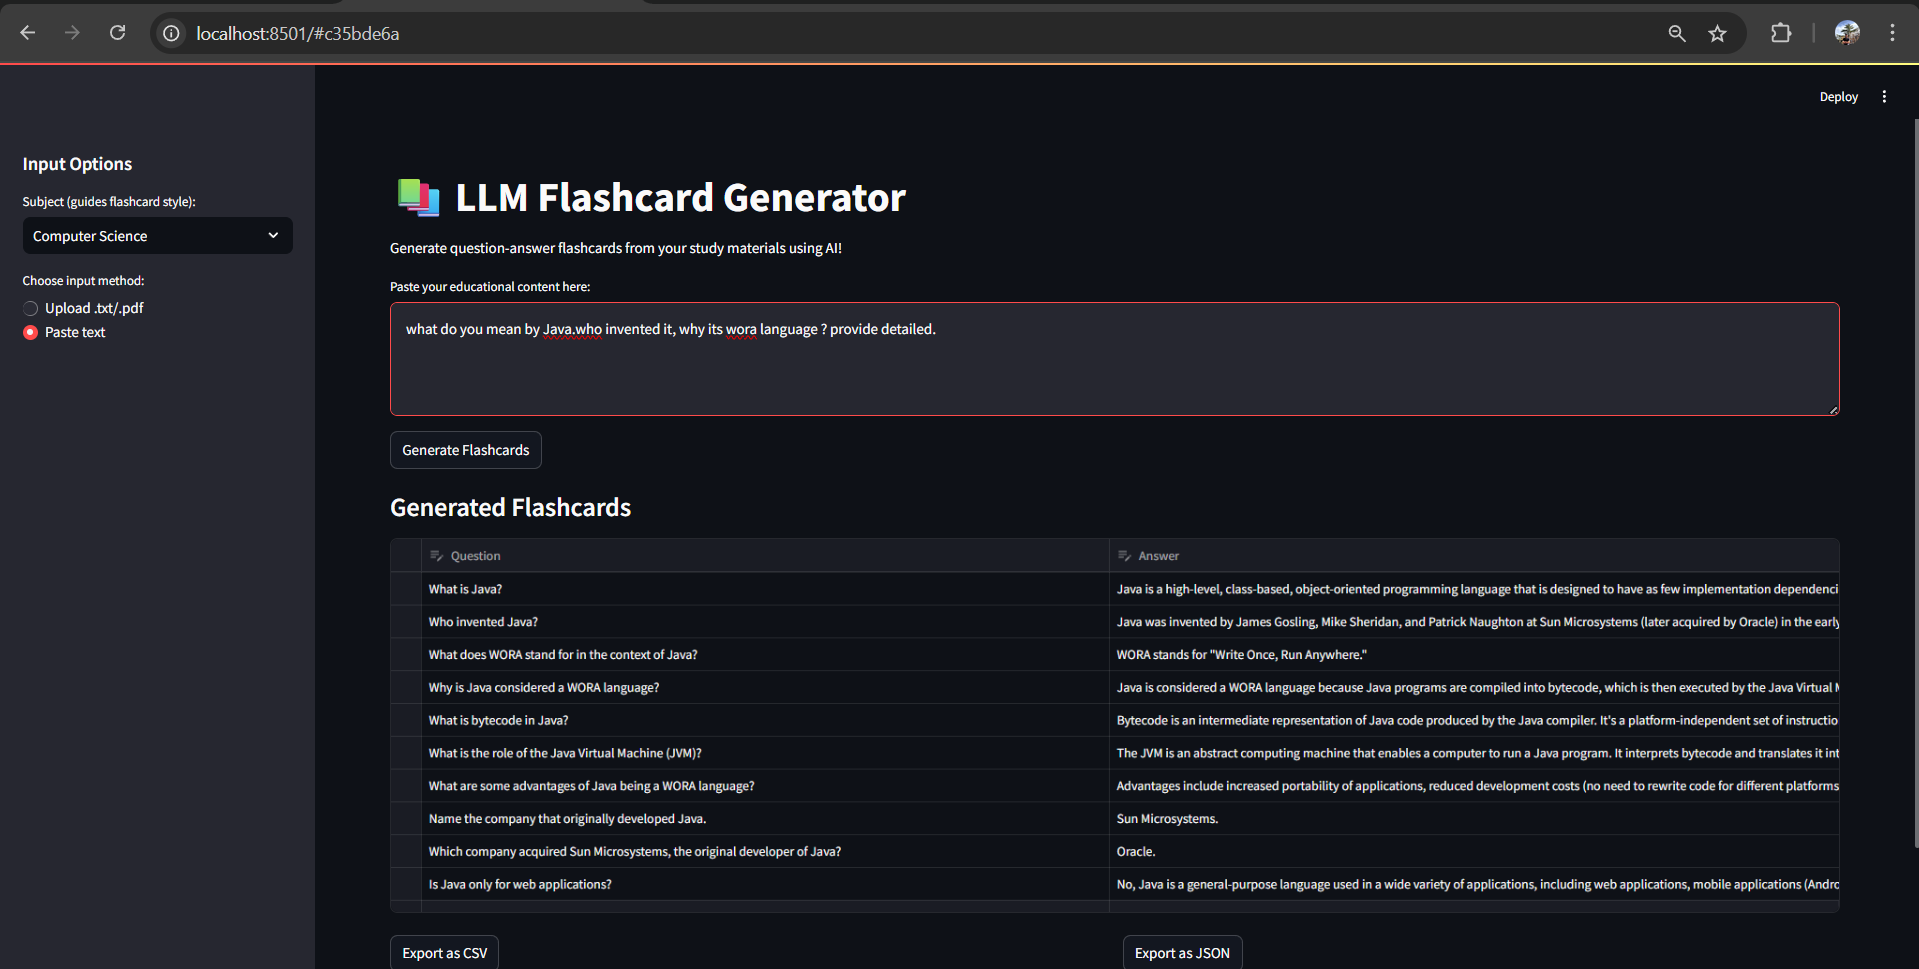 localhost:8501/#c35bde6a
Deploy
Input Options
Subject (guides flashcard style):
Computer Science
Choose input method:
Upload .txt/.pdf
Paste text
LLM Flashcard Generator
Generate question-answer flashcards from your study materials using AI!
Paste your educational content here:
what do you mean by Java.who invented it, why its wora language ? provide detailed.
Generate Flashcards
Generated Flashcards
Question Answer
What is Java? Java is a high-level, class-based, object-oriented programming language that is designed to have as few implementation dependenci
Who invented Java? Java was invented by James Gosling, Mike Sheridan, and Patrick Naughton at Sun Microsystems (later acquired by Oracle) in the early
What does WORA stand for in the context of Java? WORA stands for "Write Once, Run Anywhere."
Why is Java considered a WORA language? Java is considered a WORA language because Java programs are compiled into bytecode, which is then executed by the Java Virtual M
What is bytecode in Java? Bytecode is an intermediate representation of Java code produced by the Java compiler. It's a platform-independent set of instructio
What is the role of the Java Virtual Machine (JVM)? The JVM is an abstract computing machine that enables a computer to run a Java program. It interprets bytecode and translates it int
What are some advantages of Java being a WORA language? Advantages include increased portability of applications, reduced development costs (no need to rewrite code for different platforms
Name the company that originally developed Java. Sun Microsystems.
Which company acquired Sun Microsystems, the original developer of Java? Oracle.
Is Java only for web applications? No, Java is a general-purpose language used in a wide variety of applications, including web applications, mobile applications (Andro
Export as CSV Export as JSON